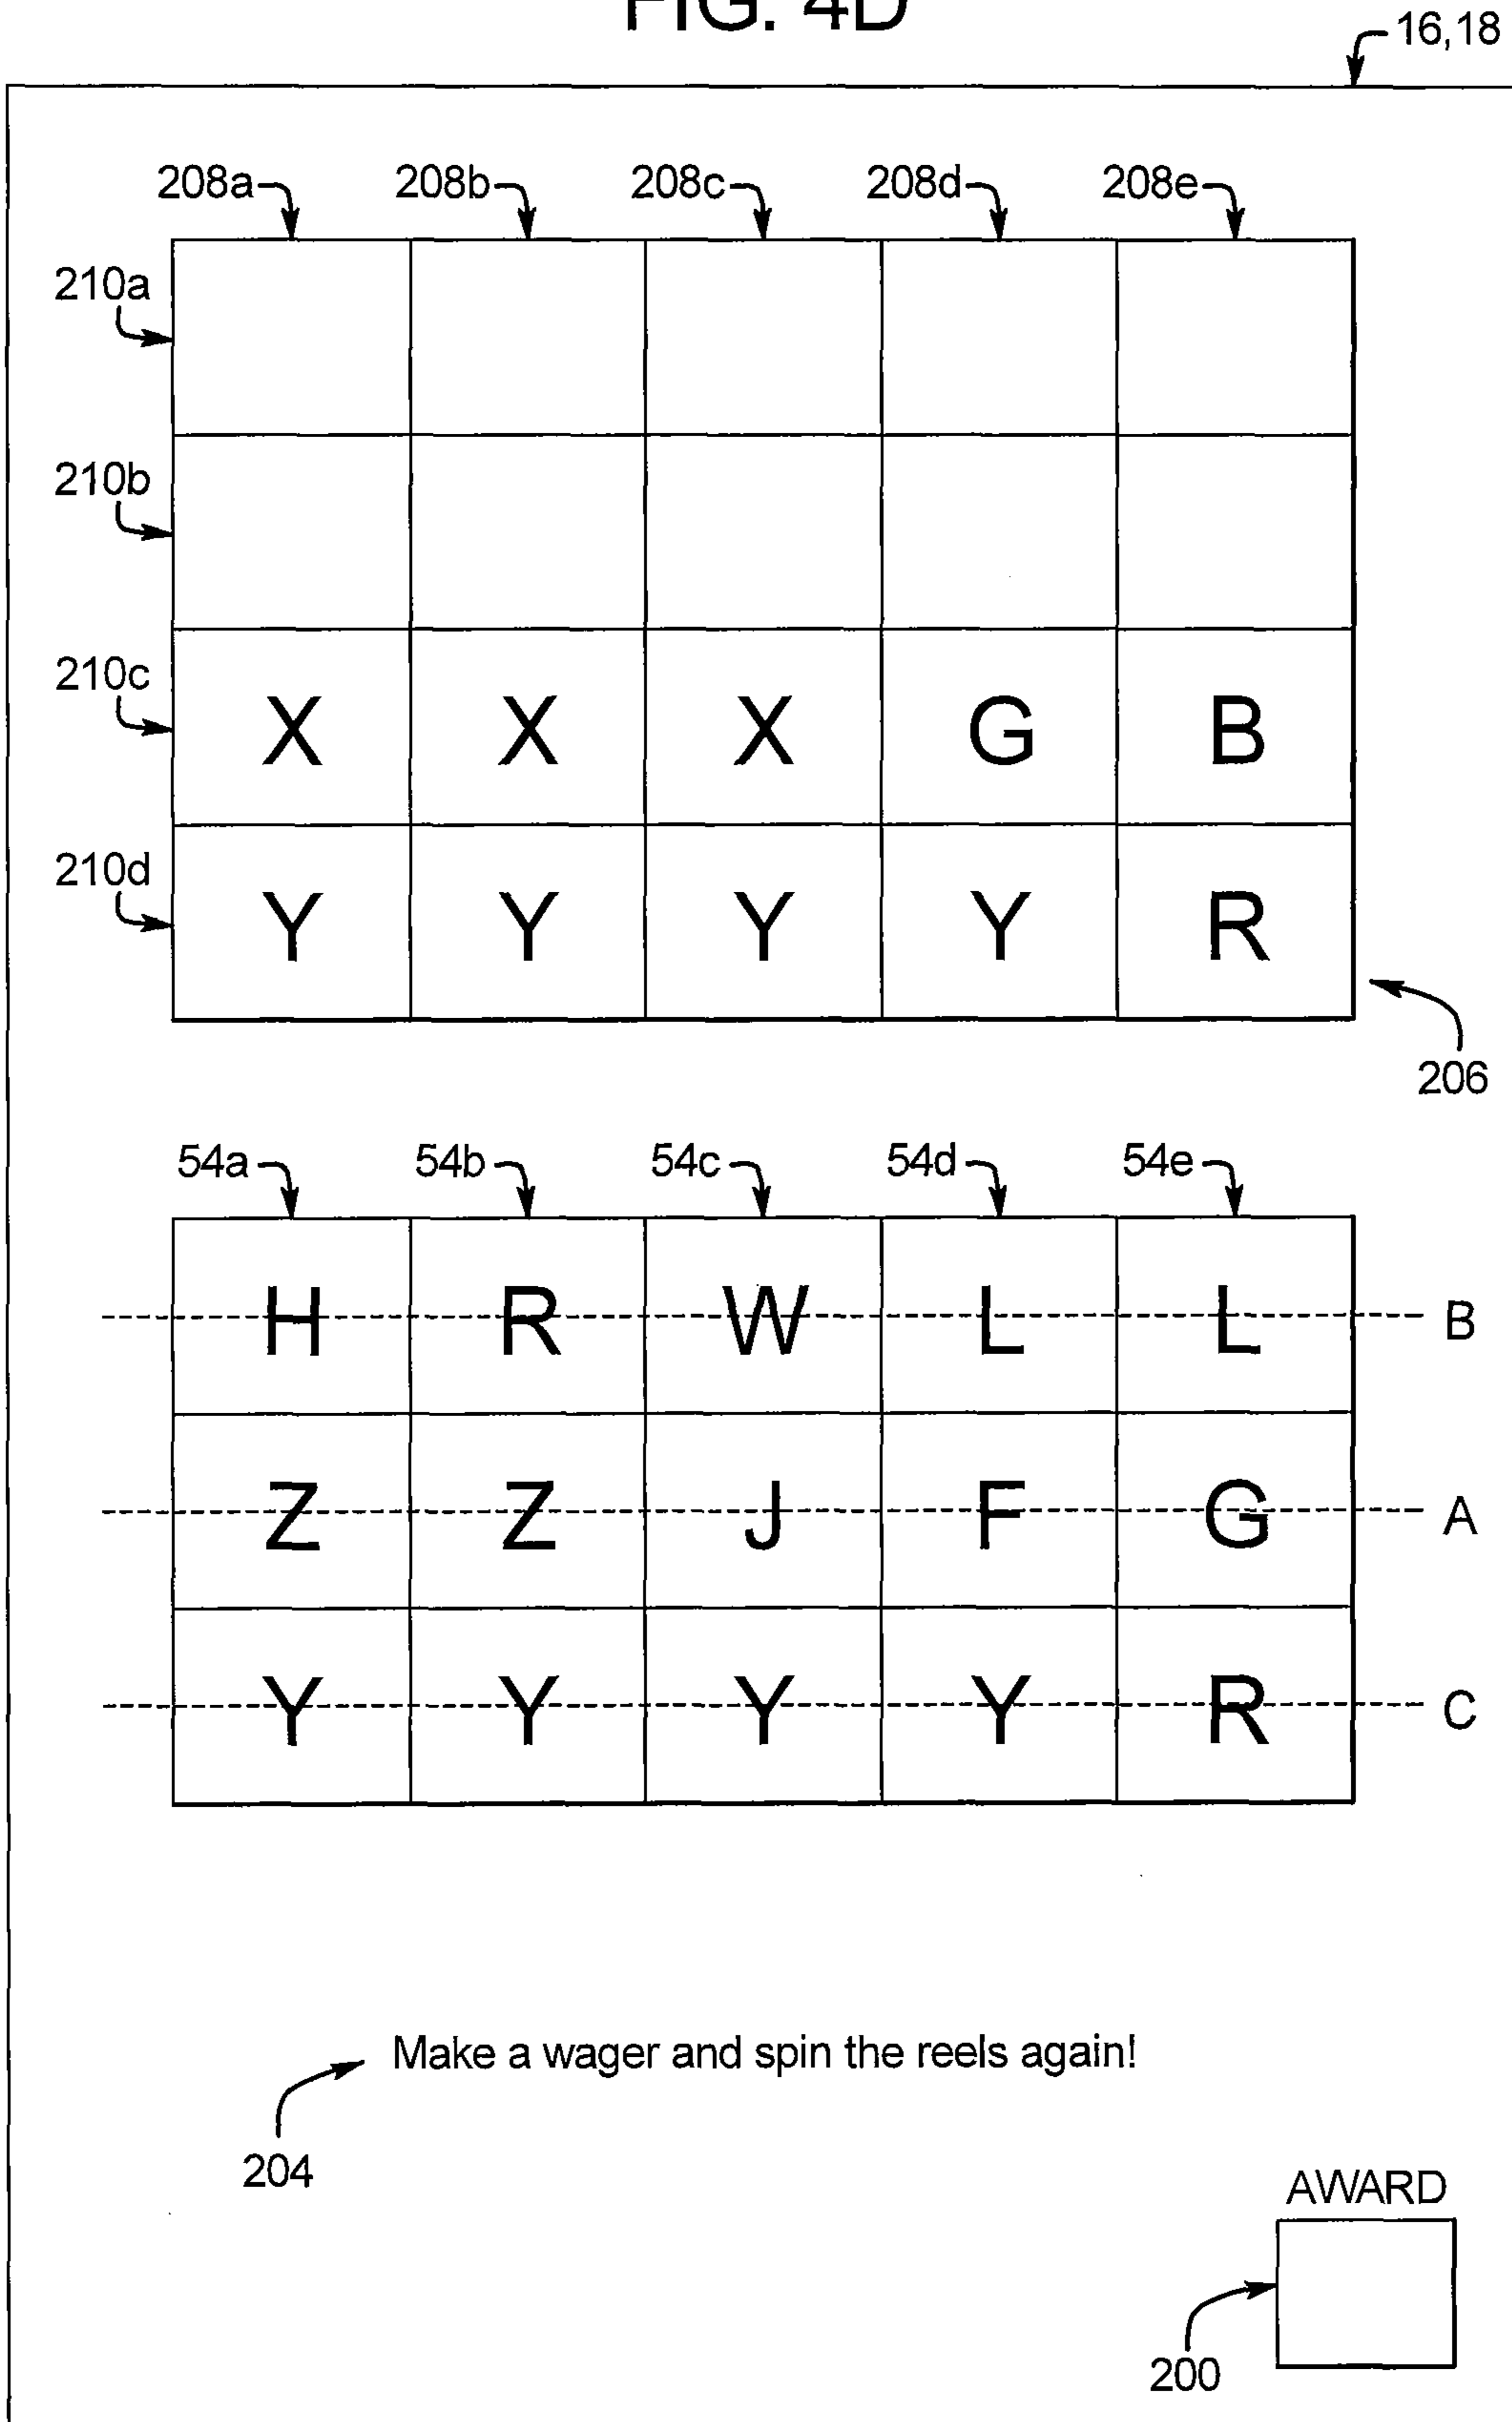 FIG. 4D
16,18
208a 208b 208c 208d 208e
210a
210b
210c X X X G B
210d Y Y Y Y R
206
54a 54b 54c 54d 54e
H R W L L B
Z Z J F G A
Y Y Y Y R C
Make a wager and spin the reels again!
204
AWARD
200